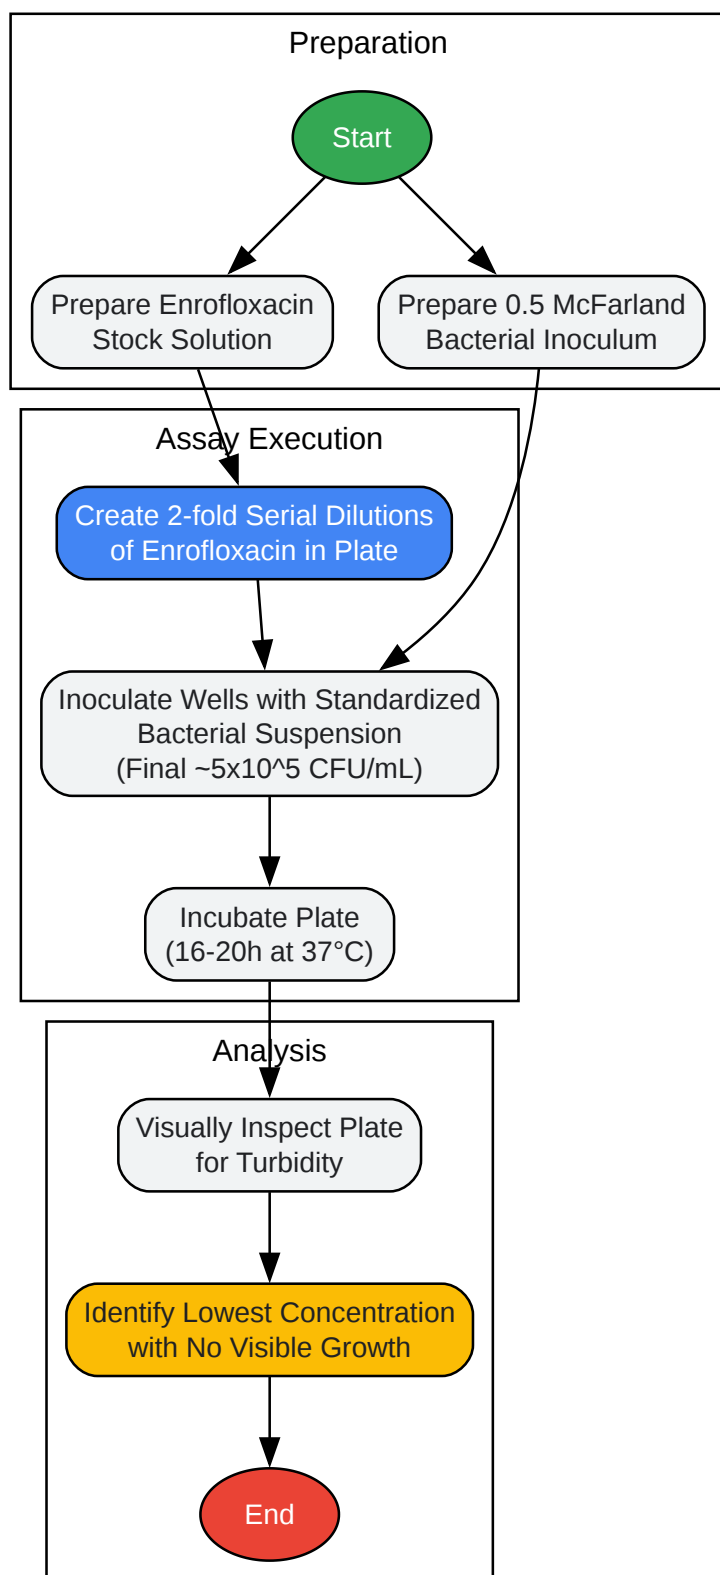 Preparation
Start
Prepare Enrofloxacin
Stock Solution
Prepare 0.5 McFarland
Bacterial Inoculum
Assay Execution
Create 2-fold Serial Dilutions
of Enrofloxacin in Plate
Inoculate Wells with Standardized
Bacterial Suspension
(Final ~5x10^5 CFU/mL)
Incubate Plate
(16-20h at 37°C)
Analysis
Visually Inspect Plate
for Turbidity
Identify Lowest Concentration
with No Visible Growth
End